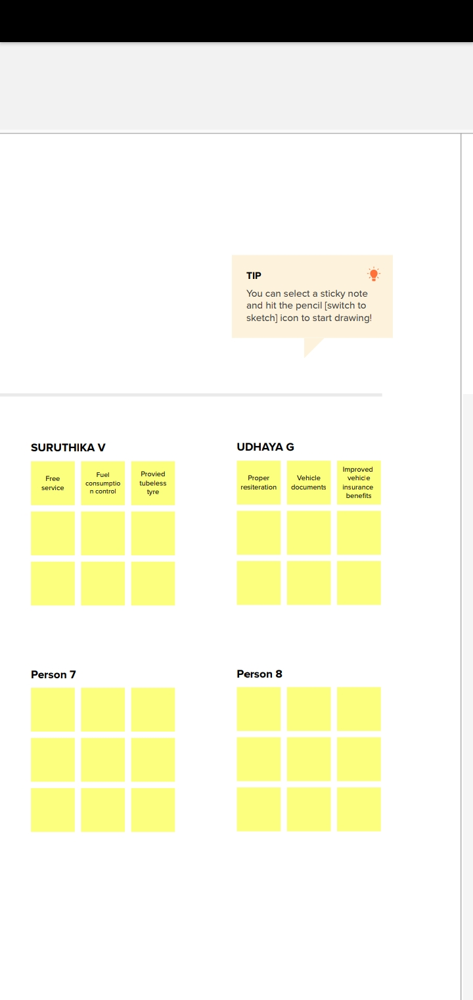 TIP
You can select a sticky note
and hit the pencil [switch to
sketch] icon to start drawing!
SURUTHIKA V
Free
service
Fuel
consumptio
n control
Provied
tubeless
tyre
UDHAYA G
Proper
resiteration
Vehicle
documents
Improved
vehicle
insurance
benefits
Person 7
Person 8